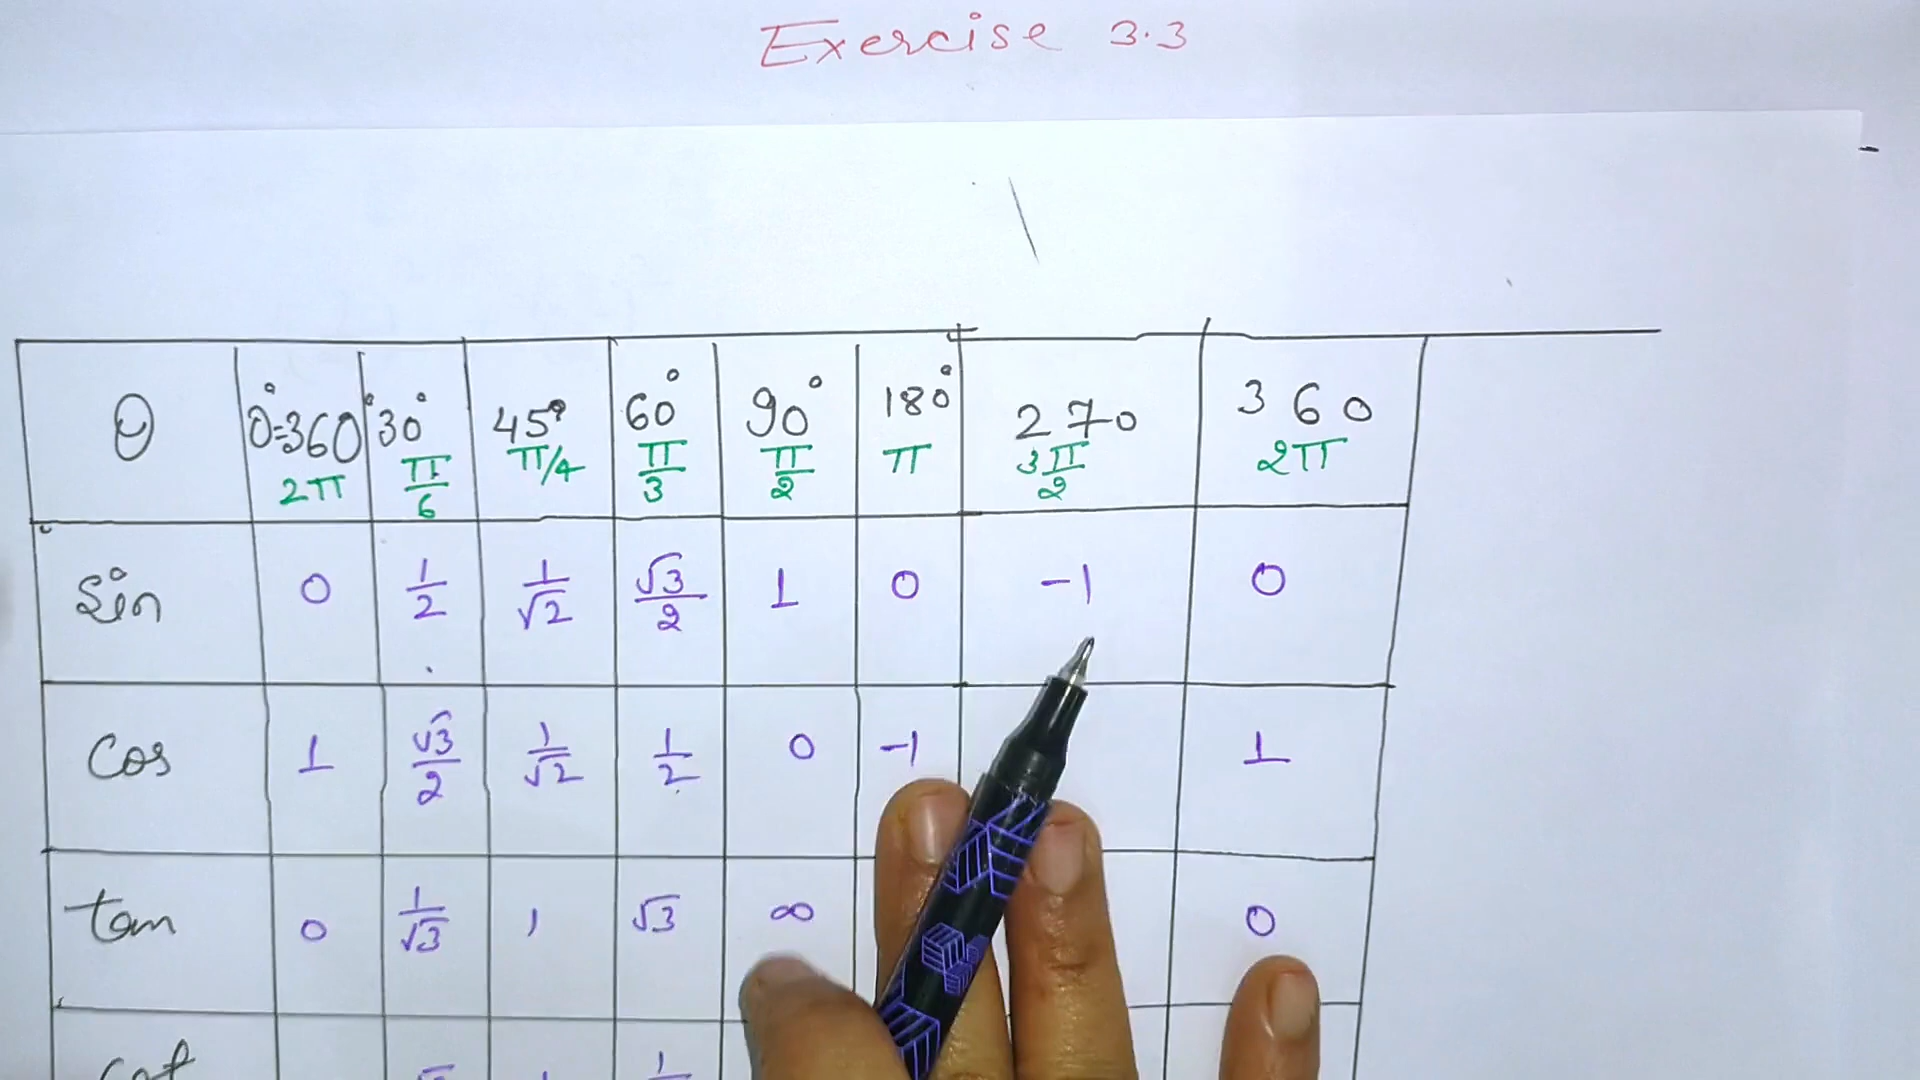 Exercise 3.3
θ 0°=360° 30° 45° 60° 90° 180° 270 360
2π π/6 π/4 π/3 π/2 π 3π/2 2π
sin 0 1/2 1/√2 √3/2 1 0 -1 0
cos 1 √3/2 1/√2 1/2 0 -1 1
tan 0 1/√3 1 √3 ∞ 0
cot